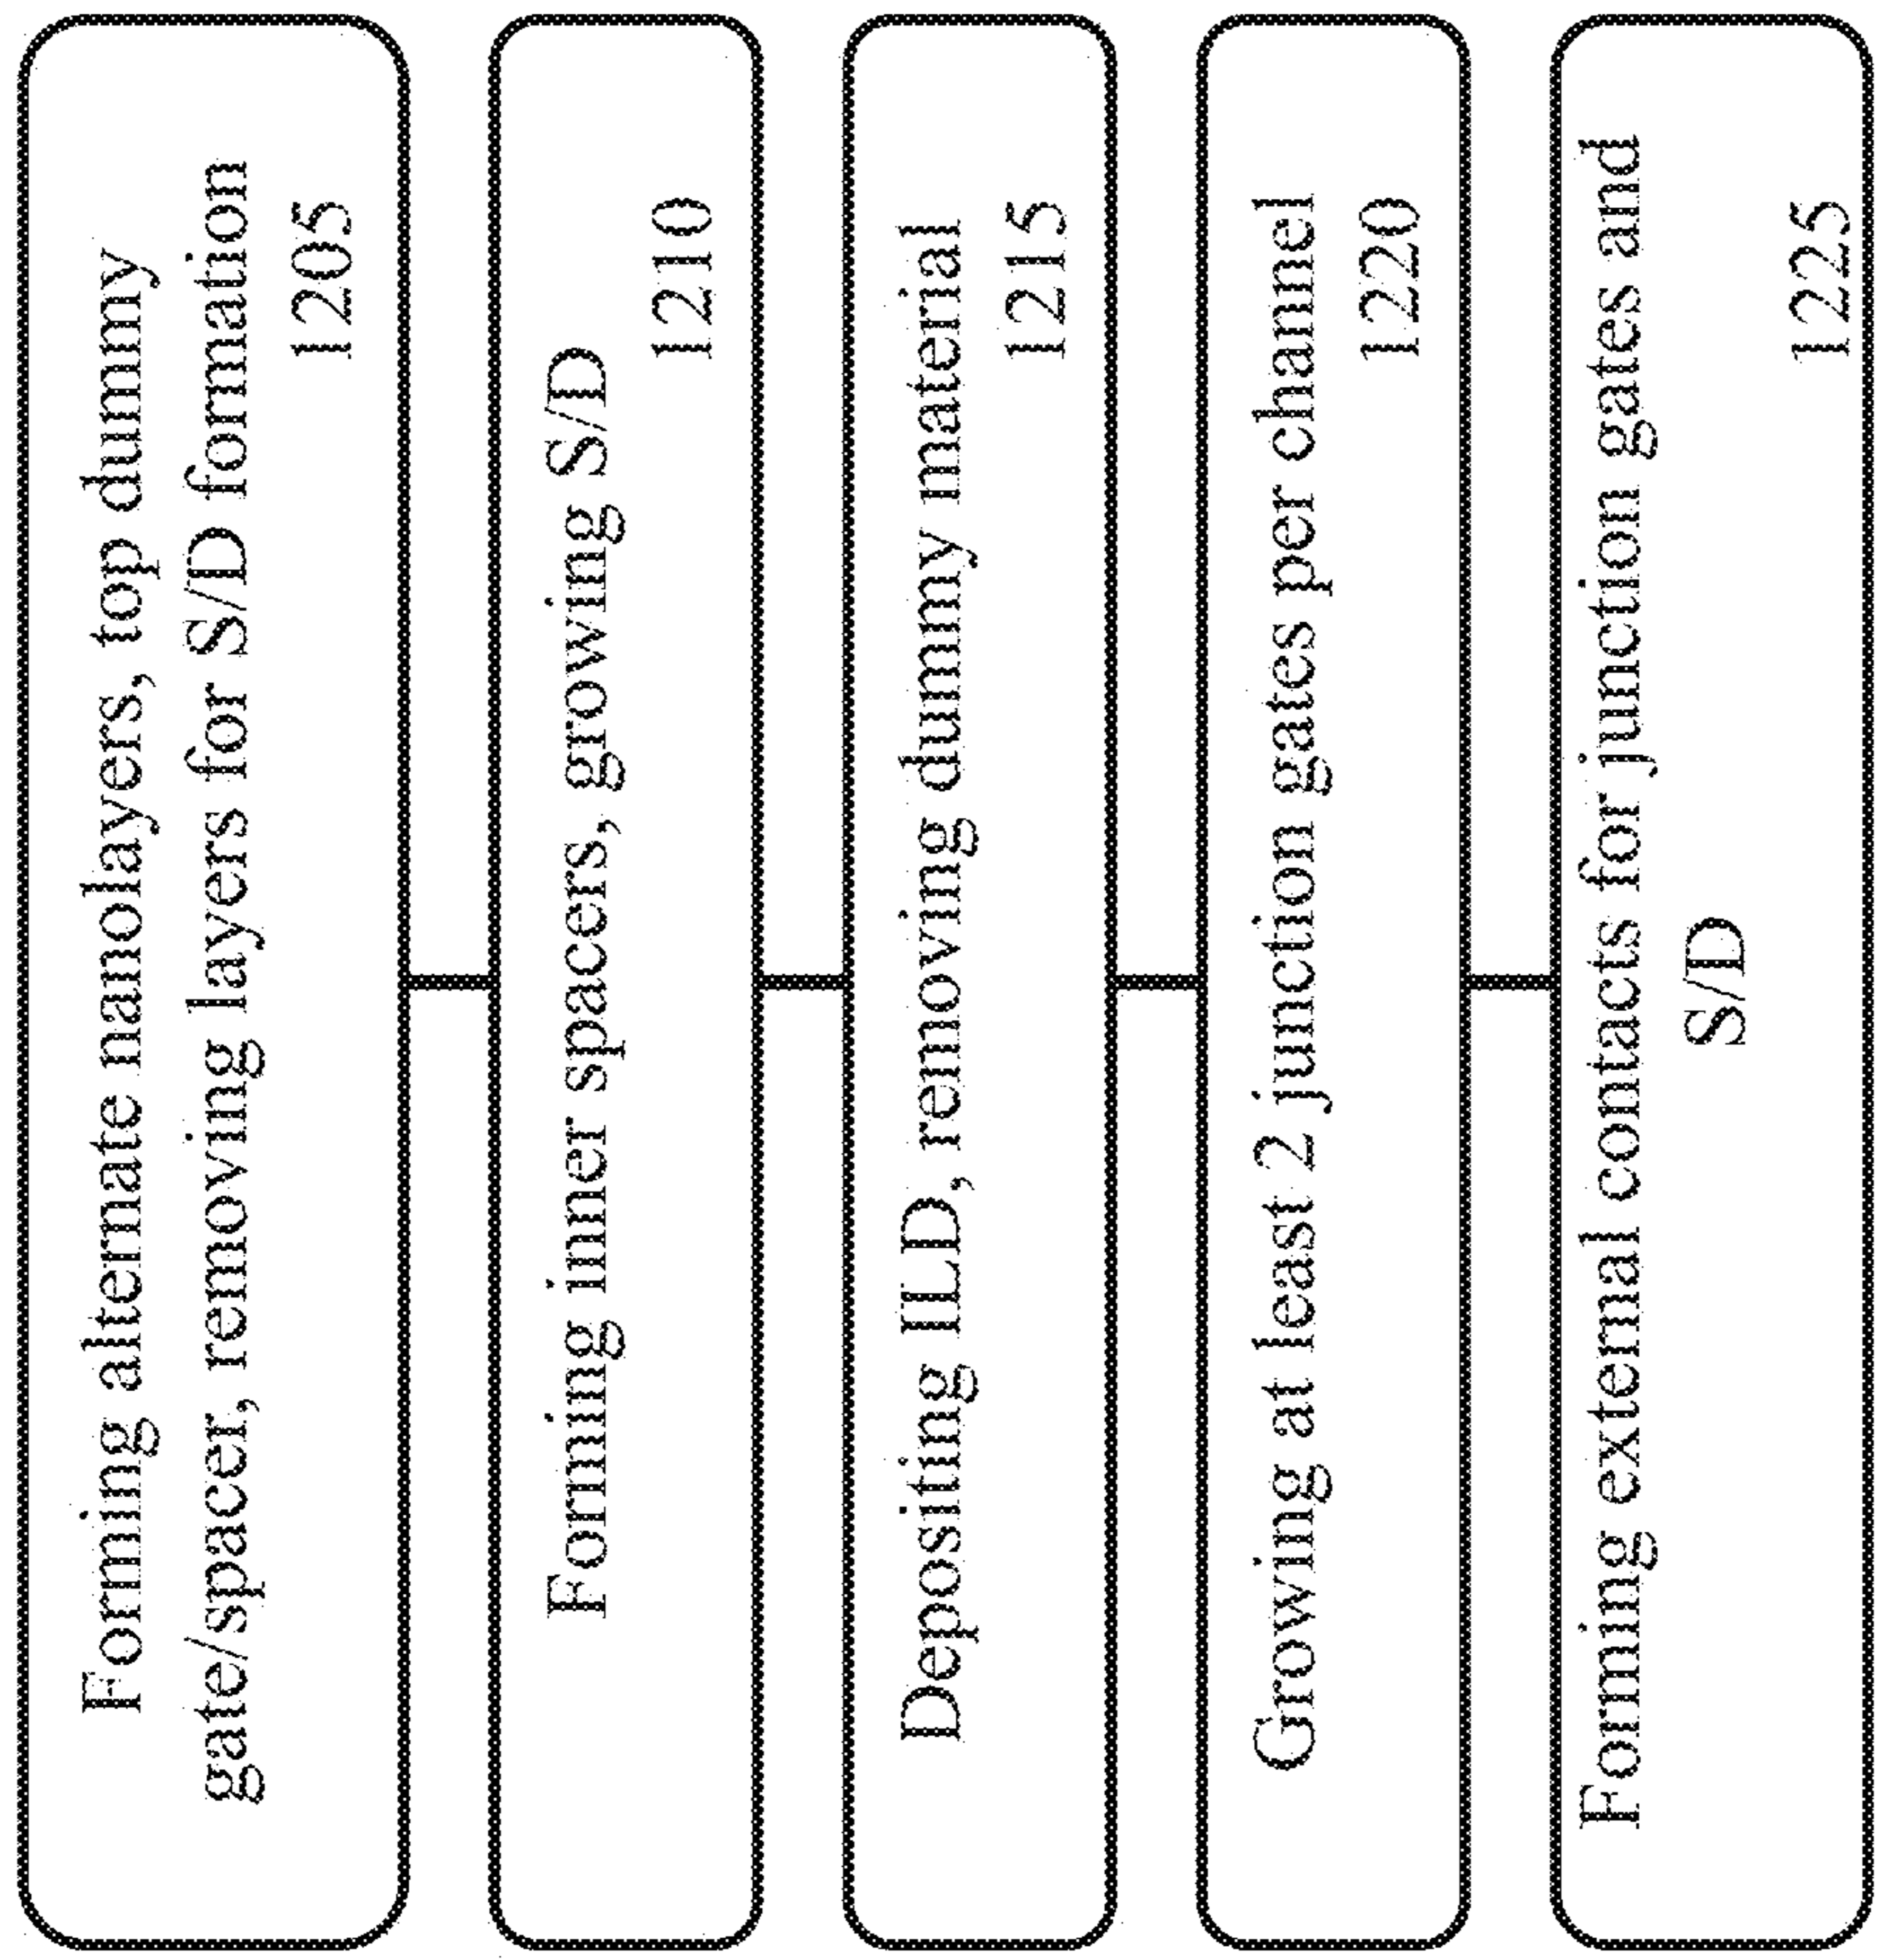 Forming alternate nanolayers, top dummy
gate/spacer, removing layers for S/D formation
1205
Forming inner spacers, growing S/D
1210
Depositing ILD, removing dummy material
1215
Growing at least 2 junction gates per channel
1220
Forming external contacts for junction gates and
S/D
1225